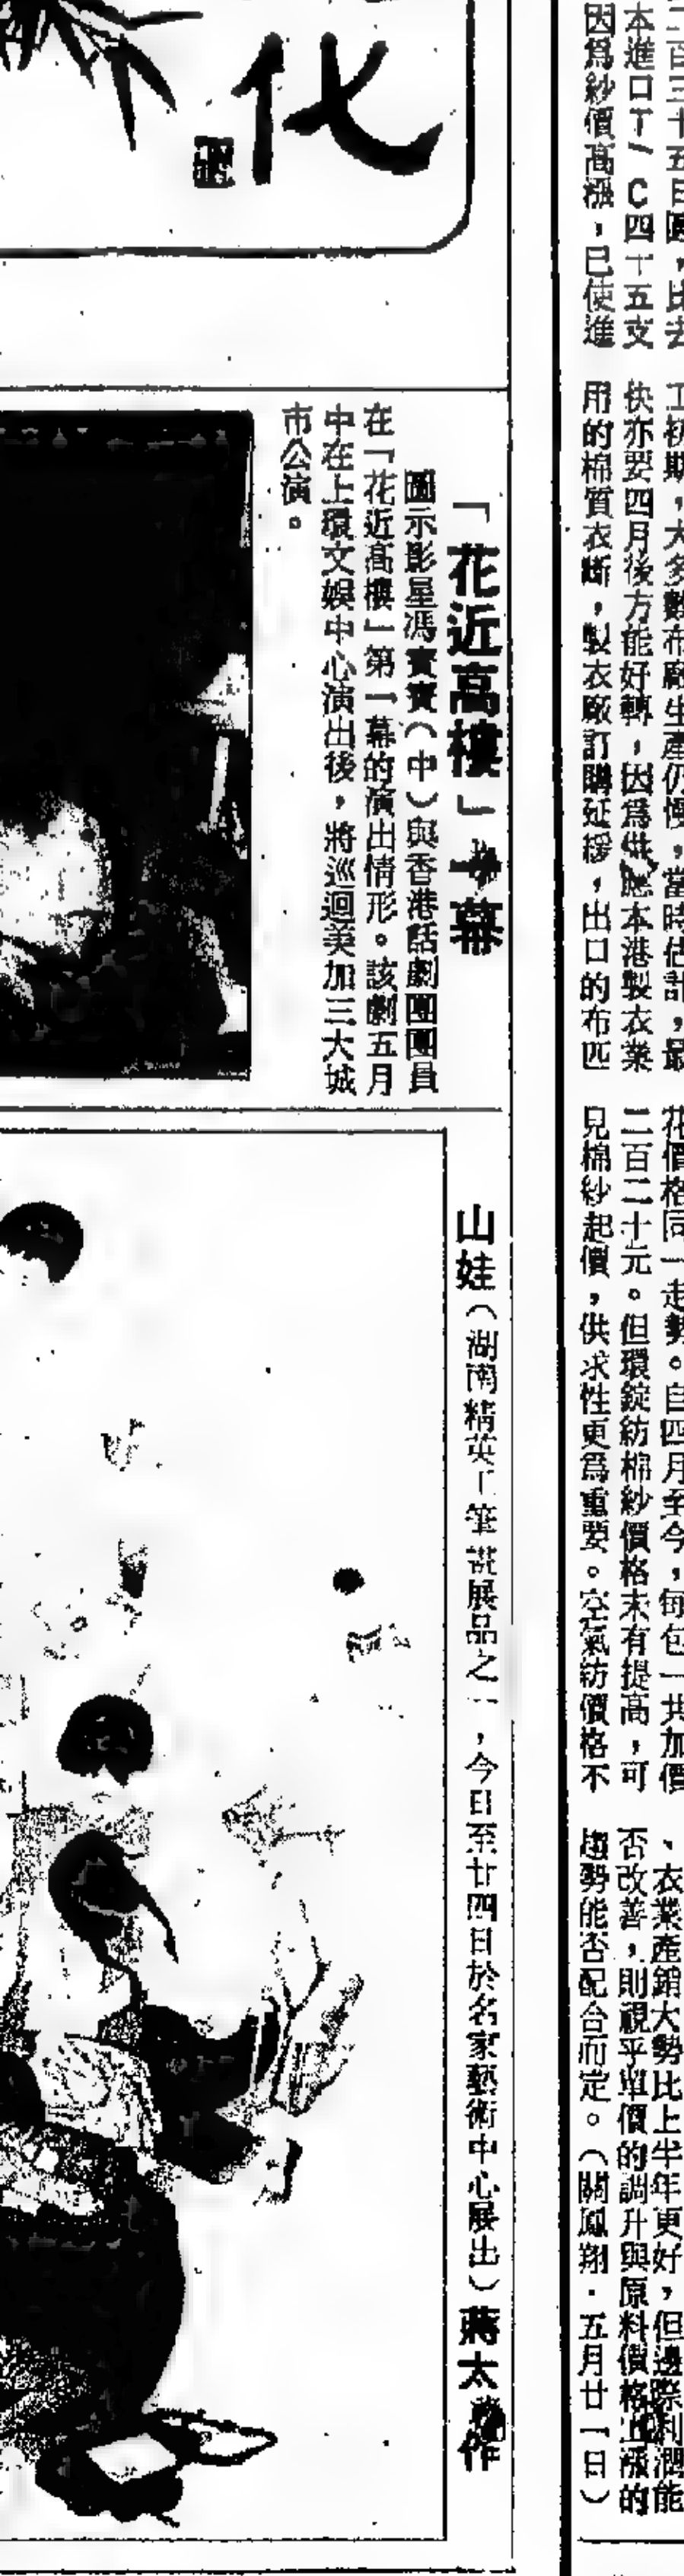 二百三十五日圓，比去
本進口T／C四十五支
因爲紗價高漲，已使進
工初期，大多數布廠生產仍慢，當時估計，最
快亦要四月後方能好轉，因爲供應本港製衣業
用的棉質衣斷，製衣廠訂購延緩，出口的布匹
花價格同一走勢。自四月至今，每包一共加價
二百二十元。但環錠紡棉紗價格未有提高，可
見棉紗起價，供求性更爲重要。空氣紡價格不
、衣業產銷大勢比上半年更好，但邊際利潤能
否改善，則視乎單價的調升與原料價格上漲的
趨勢能否配合而定。（關鳳翔．五月廿一日）
化
「花近高樓」一幕
圖示影星馮寶寶（中）與香港話劇團團員
在「花近高樓」第一幕的演出情形。該劇五月
中在上環文娛中心演出後，將巡迴美加三大城
市公演。
山娃（湖南精英工筆畫展品之一，今日至廿四日於名家藝術中心展出）蔣太 作